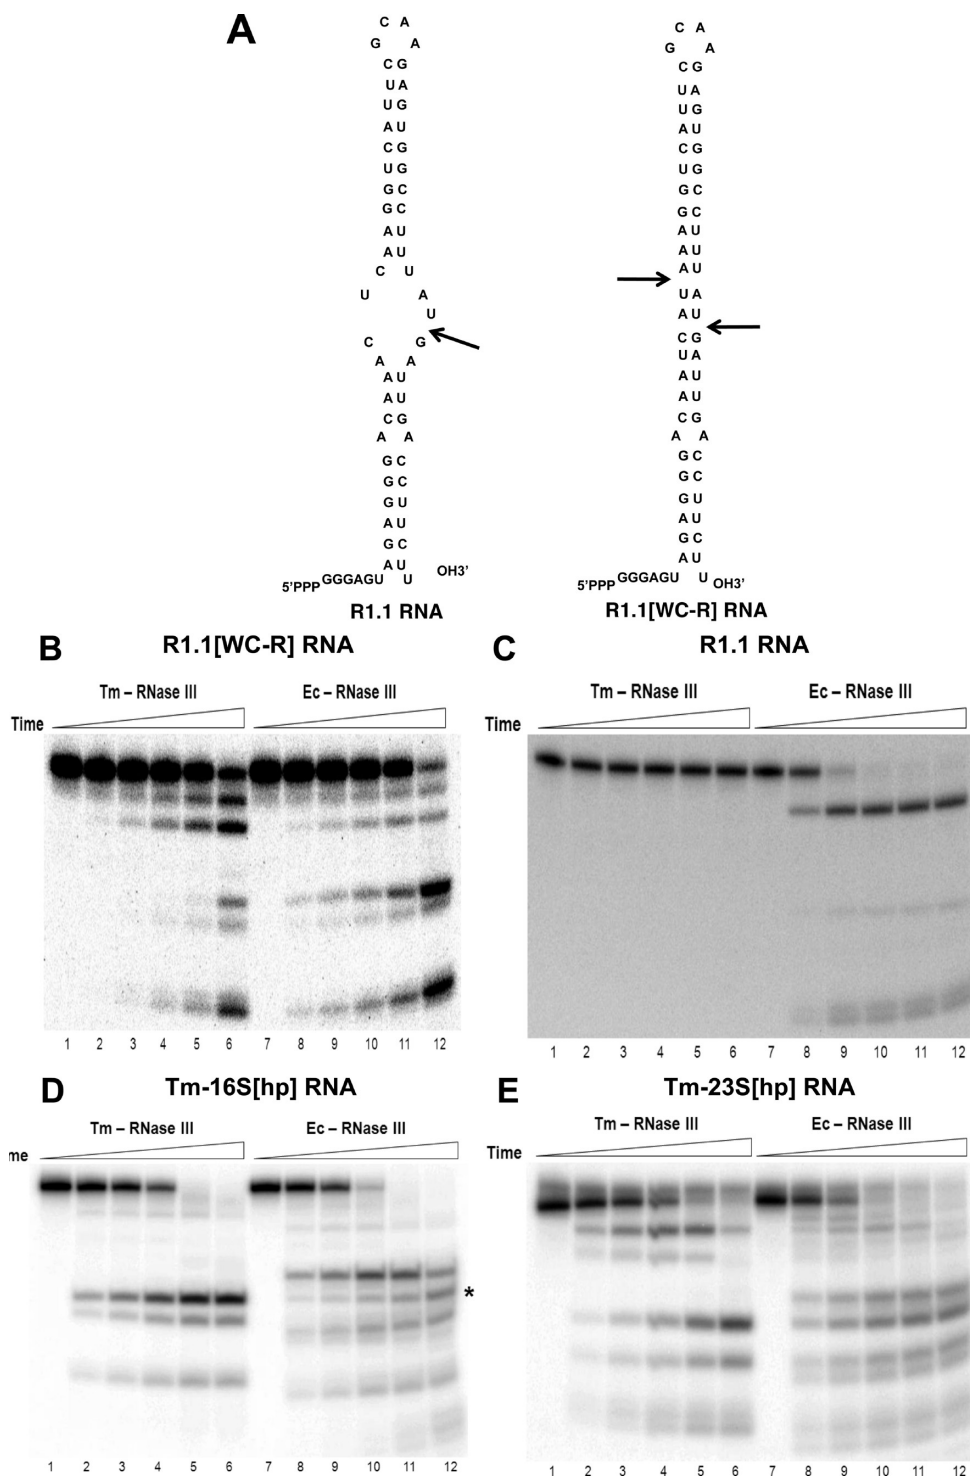 A
C A
G A
C G
U A
U G
A U
C G
U G
G C
G C
A U
A U
C U
U A
U
C G
A A
A U
A U
C G
A A
G C
G C
G U
A U
G C
A U
5'PPP GGGAGU U OH3'
R1.1 RNA
C A
G A
C G
U A
U G
A U
C G
U G
G C
G C
A U
A U
A U
U A
A U
C G
U A
A U
A U
C G
A A
G C
G C
G U
A U
G C
A U
5'PPP GGGAGU U OH3'
R1.1[WC-R] RNA
B R1.1[WC-R] RNA
Tm – RNase III Ec – RNase III
Time
1 2 3 4 5 6 7 8 9 10 11 12
C R1.1 RNA
Tm – RNase III Ec – RNase III
Time
1 2 3 4 5 6 7 8 9 10 11 12
D Tm-16S[hp] RNA
Tm – RNase III Ec – RNase III
me
*
1 2 3 4 5 6 7 8 9 10 11 12
E Tm-23S[hp] RNA
Tm – RNase III Ec – RNase III
Time
1 2 3 4 5 6 7 8 9 10 11 12